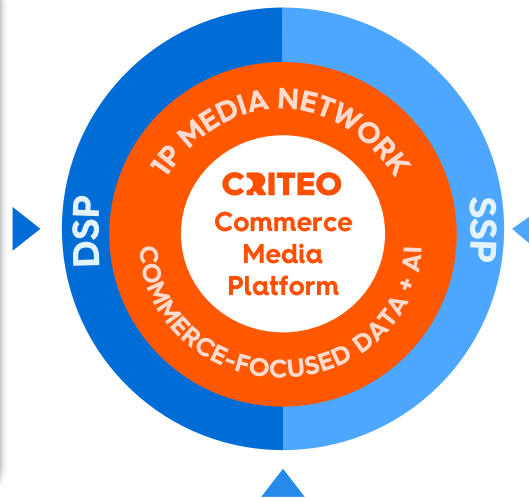 1P MEDIA NETWORK
DSP
CRITEO
Commerce
Media
Platform
SSP
COMMERCE-FOCUSED DATA + AI